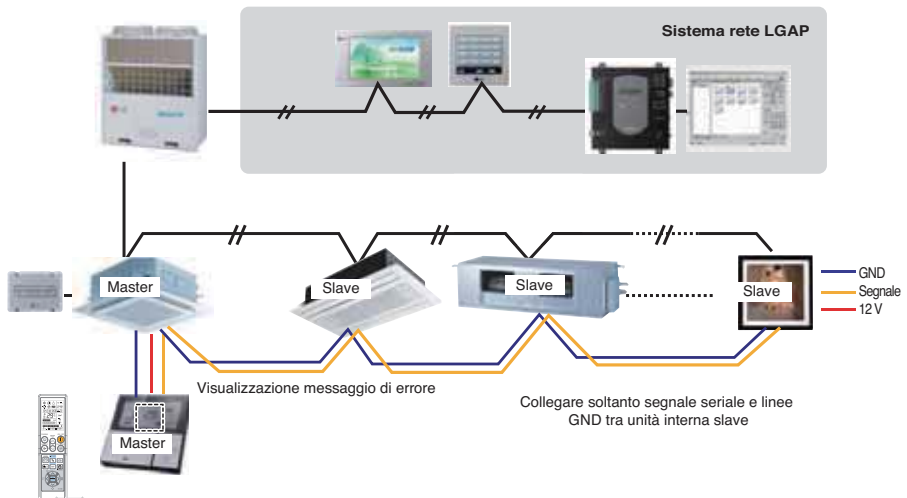 Sistema rete LGAP
Master
Slave
Slave
Slave
GND
Segnale
12 V
Visualizzazione messaggio di errore
Collegare soltanto segnale seriale e linee
GND tra unità interna slave
Master